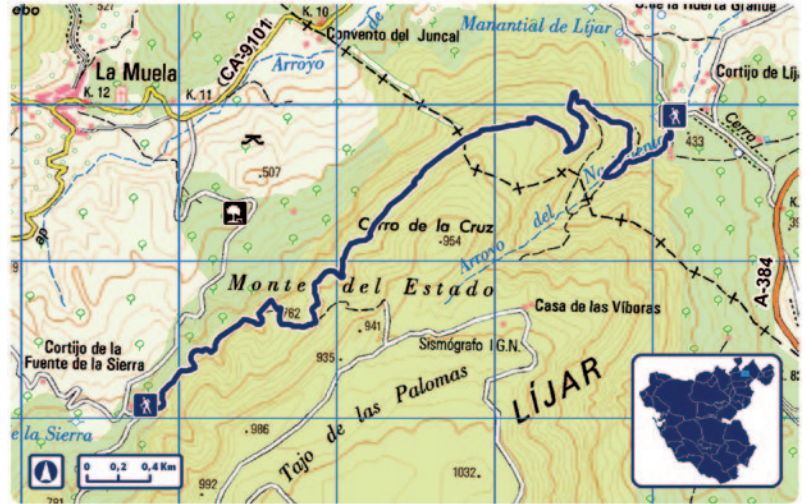 ebo
527
K. 10
C. de la Huerta Grande
Convento del Juncal
Manantial de Líjar
de
La Muela
(CA-9101)
Arroyo
Cortijo de Líja
K. 12
K. 11
Cerro
433
507
Cerro de la Cruz
954
Arroyo del Nacimiento
A-384
Monte del Estado
762
Casa de las Víboras
941
Sismógrafo I.G.N.
Cortijo de la
Fuente de la Sierra
935
LÍJAR
Tajo de las Palomas
e la Sierra
986
0 0,2 0,4 Km
992
1032
781